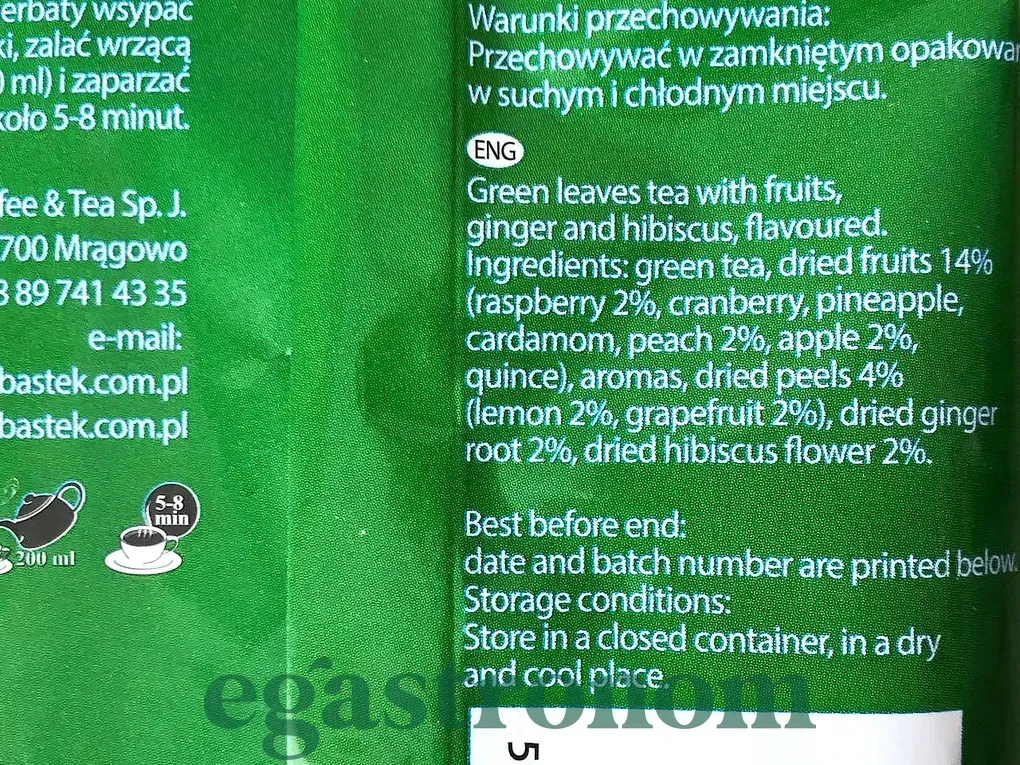 erbaty wsypać
ki, zalać wrzącą
ml) i zaparzać
koło 5-8 minut.
fee & Tea Sp. J.
700 Mrągowo
8 89 741 43 35
e-mail:
bastek.com.pl
bastek.com.pl
5-8
min
200 ml
Warunki przechowywania:
Przechowywać w zamkniętym opakowa
w suchym i chłodnym miejscu.
ENG
Green leaves tea with fruits,
ginger and hibiscus, flavoured.
Ingredients: green tea, dried fruits 14%
(raspberry 2%, cranberry, pineapple,
cardamom, peach 2%, apple 2%,
quince), aromas, dried peels 4%
(lemon 2%, grapefruit 2%), dried ginger
root 2%, dried hibiscus flower 2%.
Best before end:
date and batch number are printed below.
Storage conditions:
Store in a closed container, in a dry
and cool place.
egastronom
5